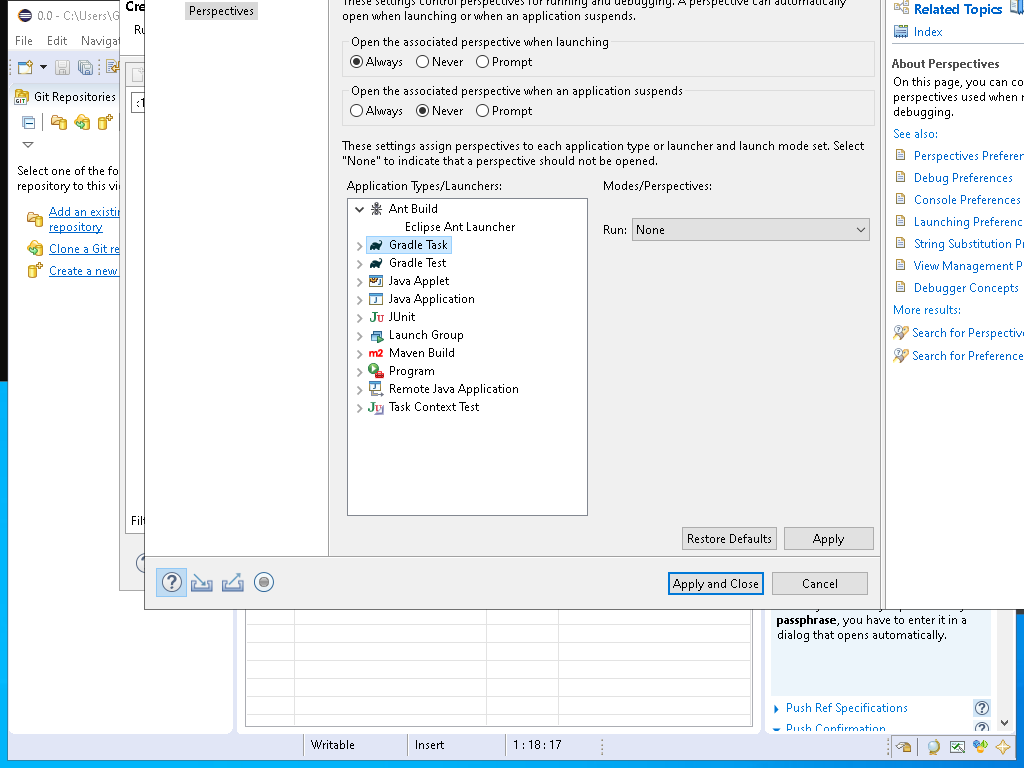 0.0 - C:\Users\G
File Edit Naviga
Git Repositories
Select one of the fo
repository to this vi
Add an existin
repository
Clone a Git re
Create a new
Cre
Ru
Filt
Perspectives
These settings control perspectives for running and debugging. A perspective can automatically
open when launching or when an application suspends.
Open the associated perspective when launching
Always Never Prompt
Open the associated perspective when an application suspends
Always Never Prompt
These settings assign perspectives to each application type or launcher and launch mode set. Select
"None" to indicate that a perspective should not be opened.
Application Types/Launchers:
Modes/Perspectives:
Ant Build
Eclipse Ant Launcher
Gradle Task
Gradle Test
Java Applet
Java Application
JUnit
Launch Group
Maven Build
Program
Remote Java Application
Task Context Test
Run: None
Restore Defaults Apply
Apply and Close Cancel
Related Topics
Index
About Perspectives
On this page, you can co
perspectives used when r
debugging.
See also:
Perspectives Preferen
Debug Preferences
Console Preferences
Launching Preferenc
String Substitution P
View Management P
Debugger Concepts
More results:
Search for Perspective
Search for Preference
passphrase, you have to enter it in a
dialog that opens automatically.
Push Ref Specifications
Push Confirmation
Writable Insert 1 : 18 : 17